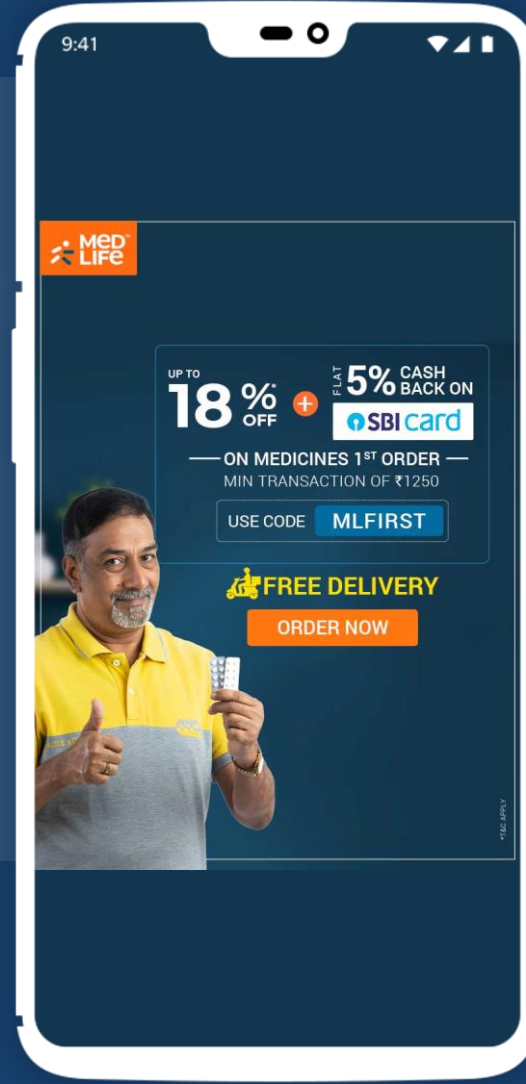 9:41
MED™
LIFE
UP TO
18 %*
OFF
+
FLAT 5% CASH
BACK ON
SBI card
ON MEDICINES 1ST ORDER
MIN TRANSACTION OF ₹1250
USE CODE MLFIRST
FREE DELIVERY
ORDER NOW
*T&C APPLY